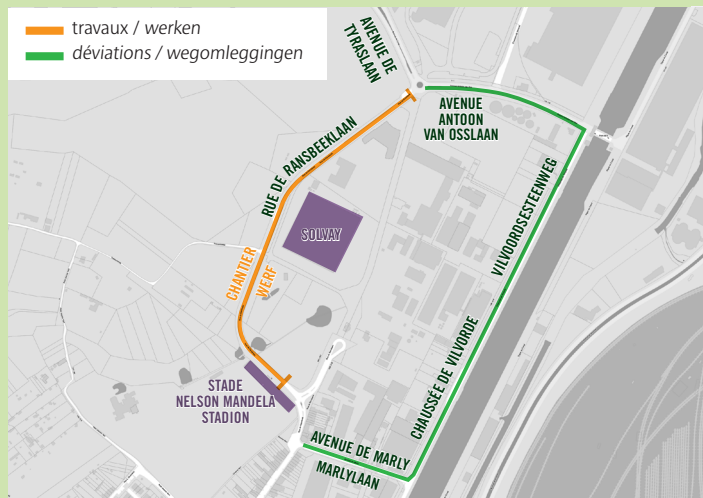 travaux / werken
déviations / wegomleggingen
AVENUE DE
TYRASLAAN
AVENUE
ANTOON
VAN OSSLAAN
RUE DE RANSBEEKLAAN
SOLVAY
CHANTIER
WERF
VILVOORDSESTEENWEG
CHAUSSÉE DE VILVORDE
STADE
NELSON MANDELA
STADION
AVENUE DE MARLY
MARLYLAAN